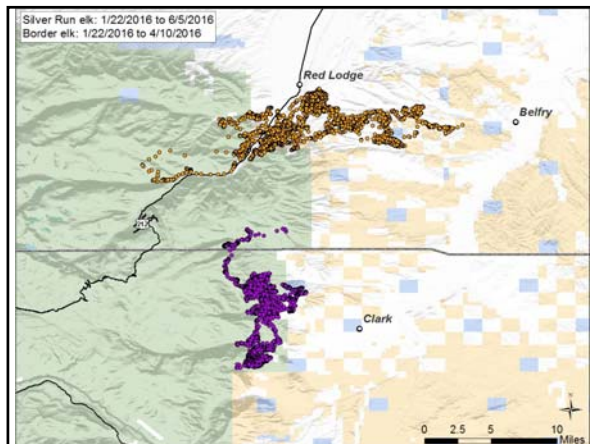 Silver Run elk: 1/22/2016 to 6/5/2016
Border elk: 1/22/2016 to 4/10/2016
Red Lodge
Belfry
Clark
0 2.5 5 10
Miles